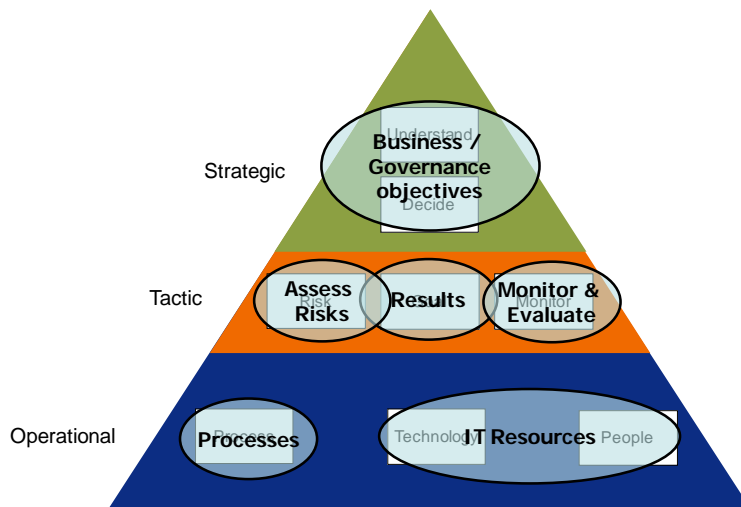 Understand
Business /
Governance
objectives
Decide
Strategic
Tactic
Assess
Risks
Risk
Results
Monitor &
Evaluate
Monitor
Operational
Process
Processes
Technology
IT Resources
People